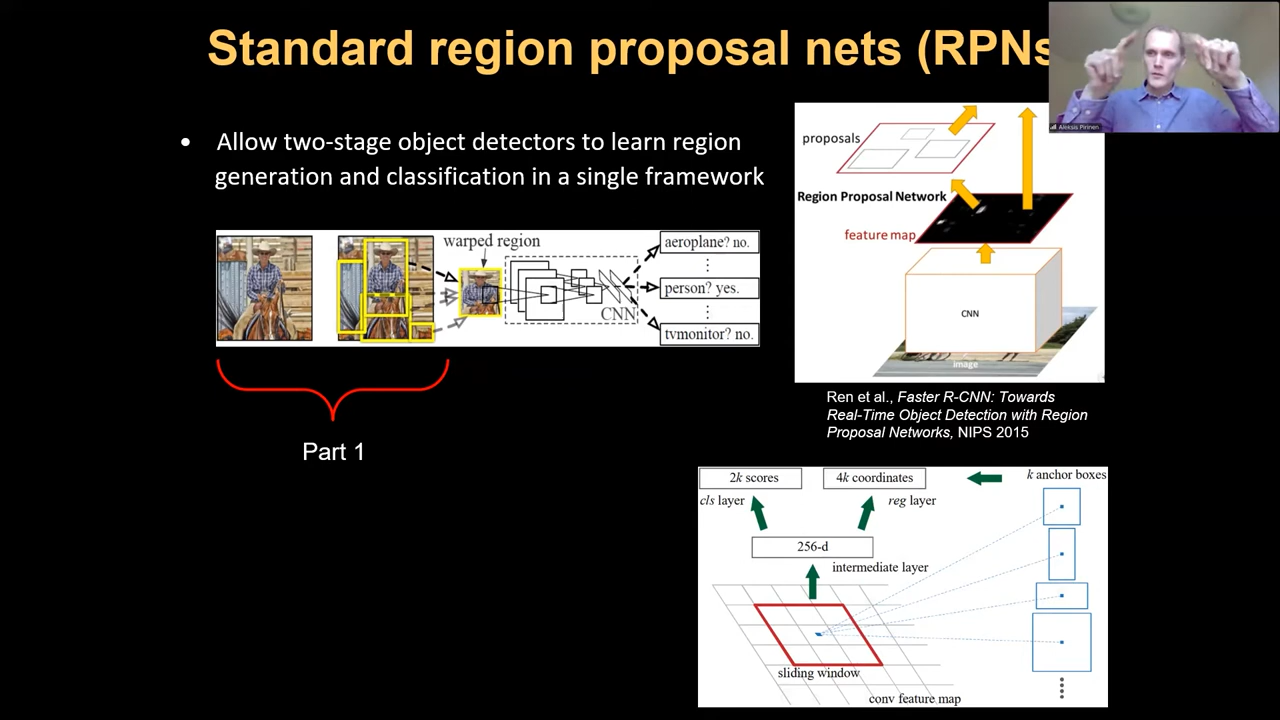 Standard region proposal nets (RPNs
Aleksis Pirinen
• Allow two-stage object detectors to learn region
generation and classification in a single framework
warped region
aeroplane? no.
person? yes.
CNN
tvmonitor? no.
Part 1
proposals
Region Proposal Network
feature map
CNN
image
Ren et al., Faster R-CNN: Towards
Real-Time Object Detection with Region
Proposal Networks, NIPS 2015
2k scores
4k coordinates
k anchor boxes
cls layer
reg layer
256-d
intermediate layer
sliding window
conv feature map